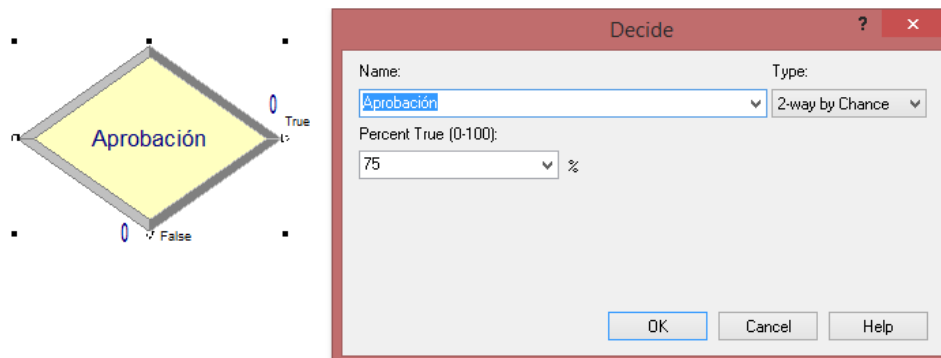 Aprobación
0
True
0
False
Decide
?
×
Name:
Type:
Aprobación
2-way by Chance
Percent True (0-100):
75
%
OK
Cancel
Help